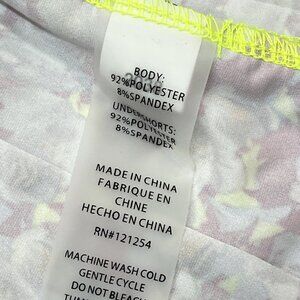 BODY:
92%POLYESTER
8%SPANDEX
UNDERSHORTS:
92%POLYESTER
8%SPANDEX
MADE IN CHINA
FABRIQUE EN
CHINE
HECHO EN CHINA
RN#121254
MACHINE WASH COLD
GENTLE CYCLE
DO NOT BLEACH